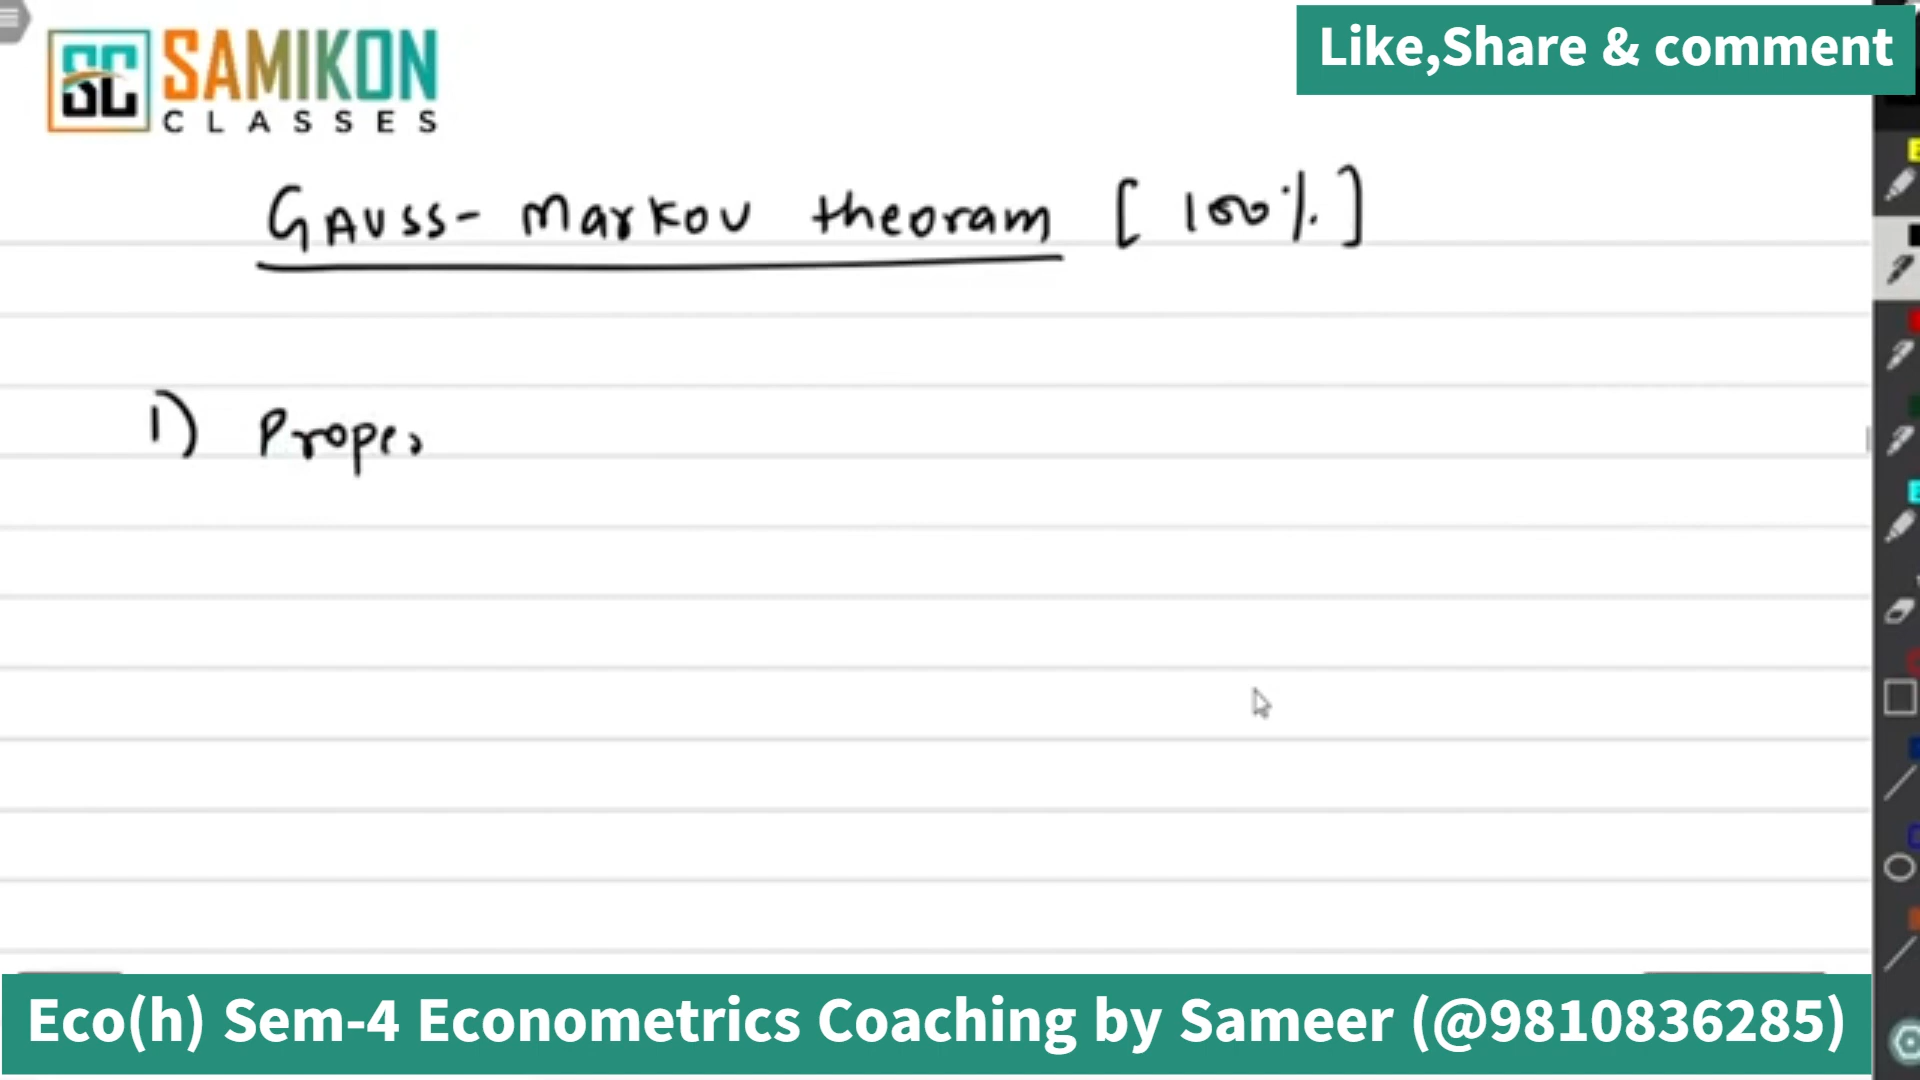 SC SAMIKON
CLASSES
Like,Share & comment
GAUSS- Markov theoram [ 100%. ]
1) Prope
Eco(h) Sem-4 Econometrics Coaching by Sameer (@9810836285)